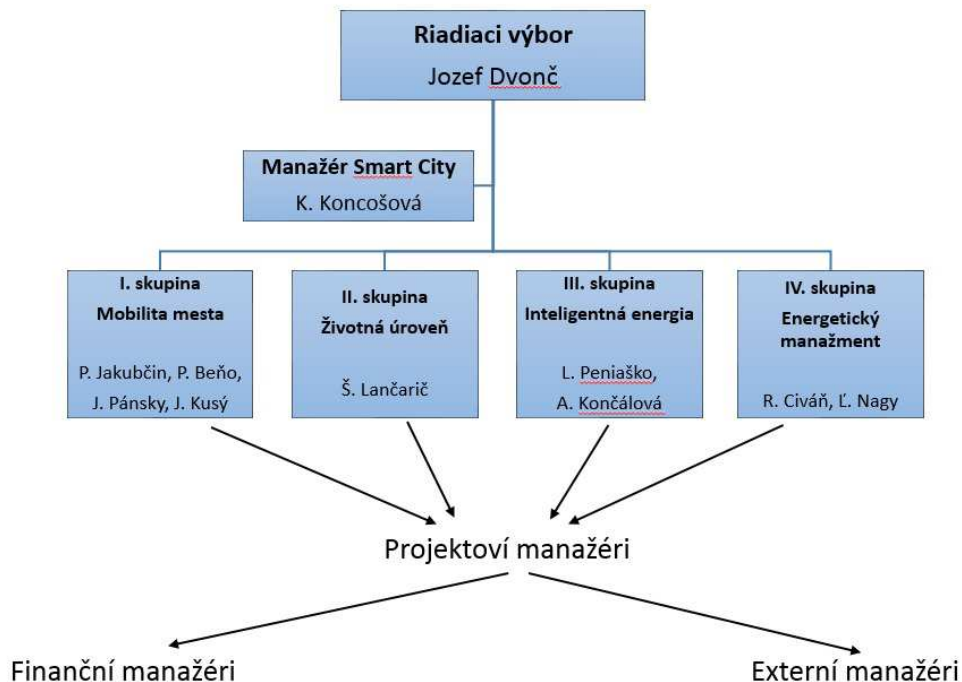 Riadiaci výbor
Jozef Dvonč
Manažér Smart City
K. Koncošová
I. skupina
Mobilita mesta
P. Jakubčin, P. Beňo,
J. Pánsky, J. Kusý
II. skupina
Životná úroveň
Š. Lančarič
III. skupina
Inteligentná energia
L. Peniaško,
A. Končálová
IV. skupina
Energetický
manažment
R. Civáň, Ľ. Nagy
Projektoví manažéri
Finanční manažéri
Externí manažéri